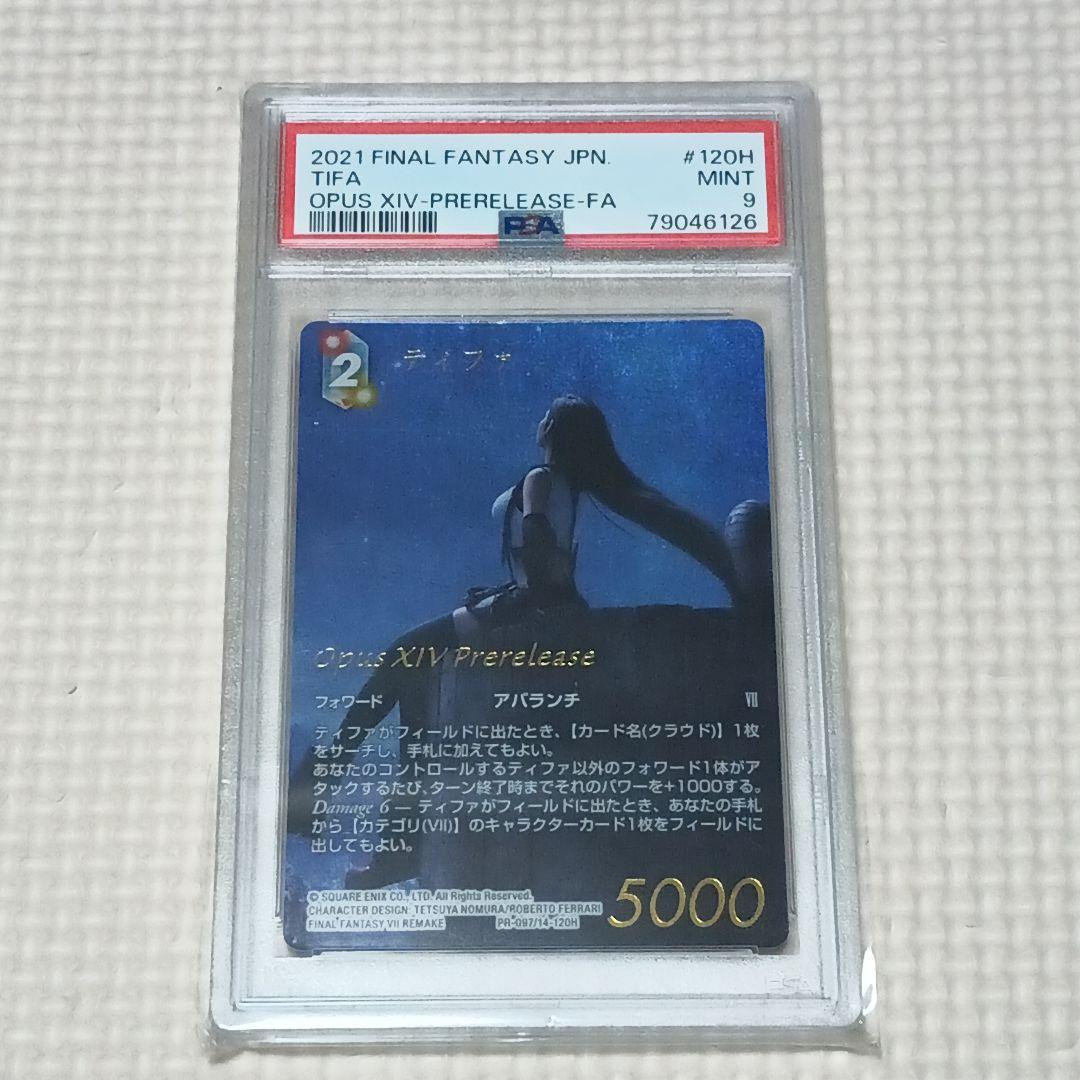 2021 FINAL FANTASY JPN. #120H
TIFA MINT
OPUS XIV-PRERELEASE-FA 9
PSA 79046126
2 ティファ
Opus XIV Prerelease
フォワード アバランチ VII
ティファがフィールドに出たとき、【カード名(クラウド)】1枚
をサーチし、手札に加えてもよい。
あなたのコントロールするティファ以外のフォワード1体がア
タックするたび、ターン終了時までそれのパワーを+1000する。
Damage 6 — ティファがフィールドに出たとき、あなたの手札
から【カテゴリ(VII)】のキャラクターカード1枚をフィールドに
出してもよい。
© SQUARE ENIX CO., LTD. All Rights Reserved.
CHARACTER DESIGN: TETSUYA NOMURA/ROBERTO FERRARI
FINAL FANTASY VII REMAKE PR-097/14-120H
5000
PSA